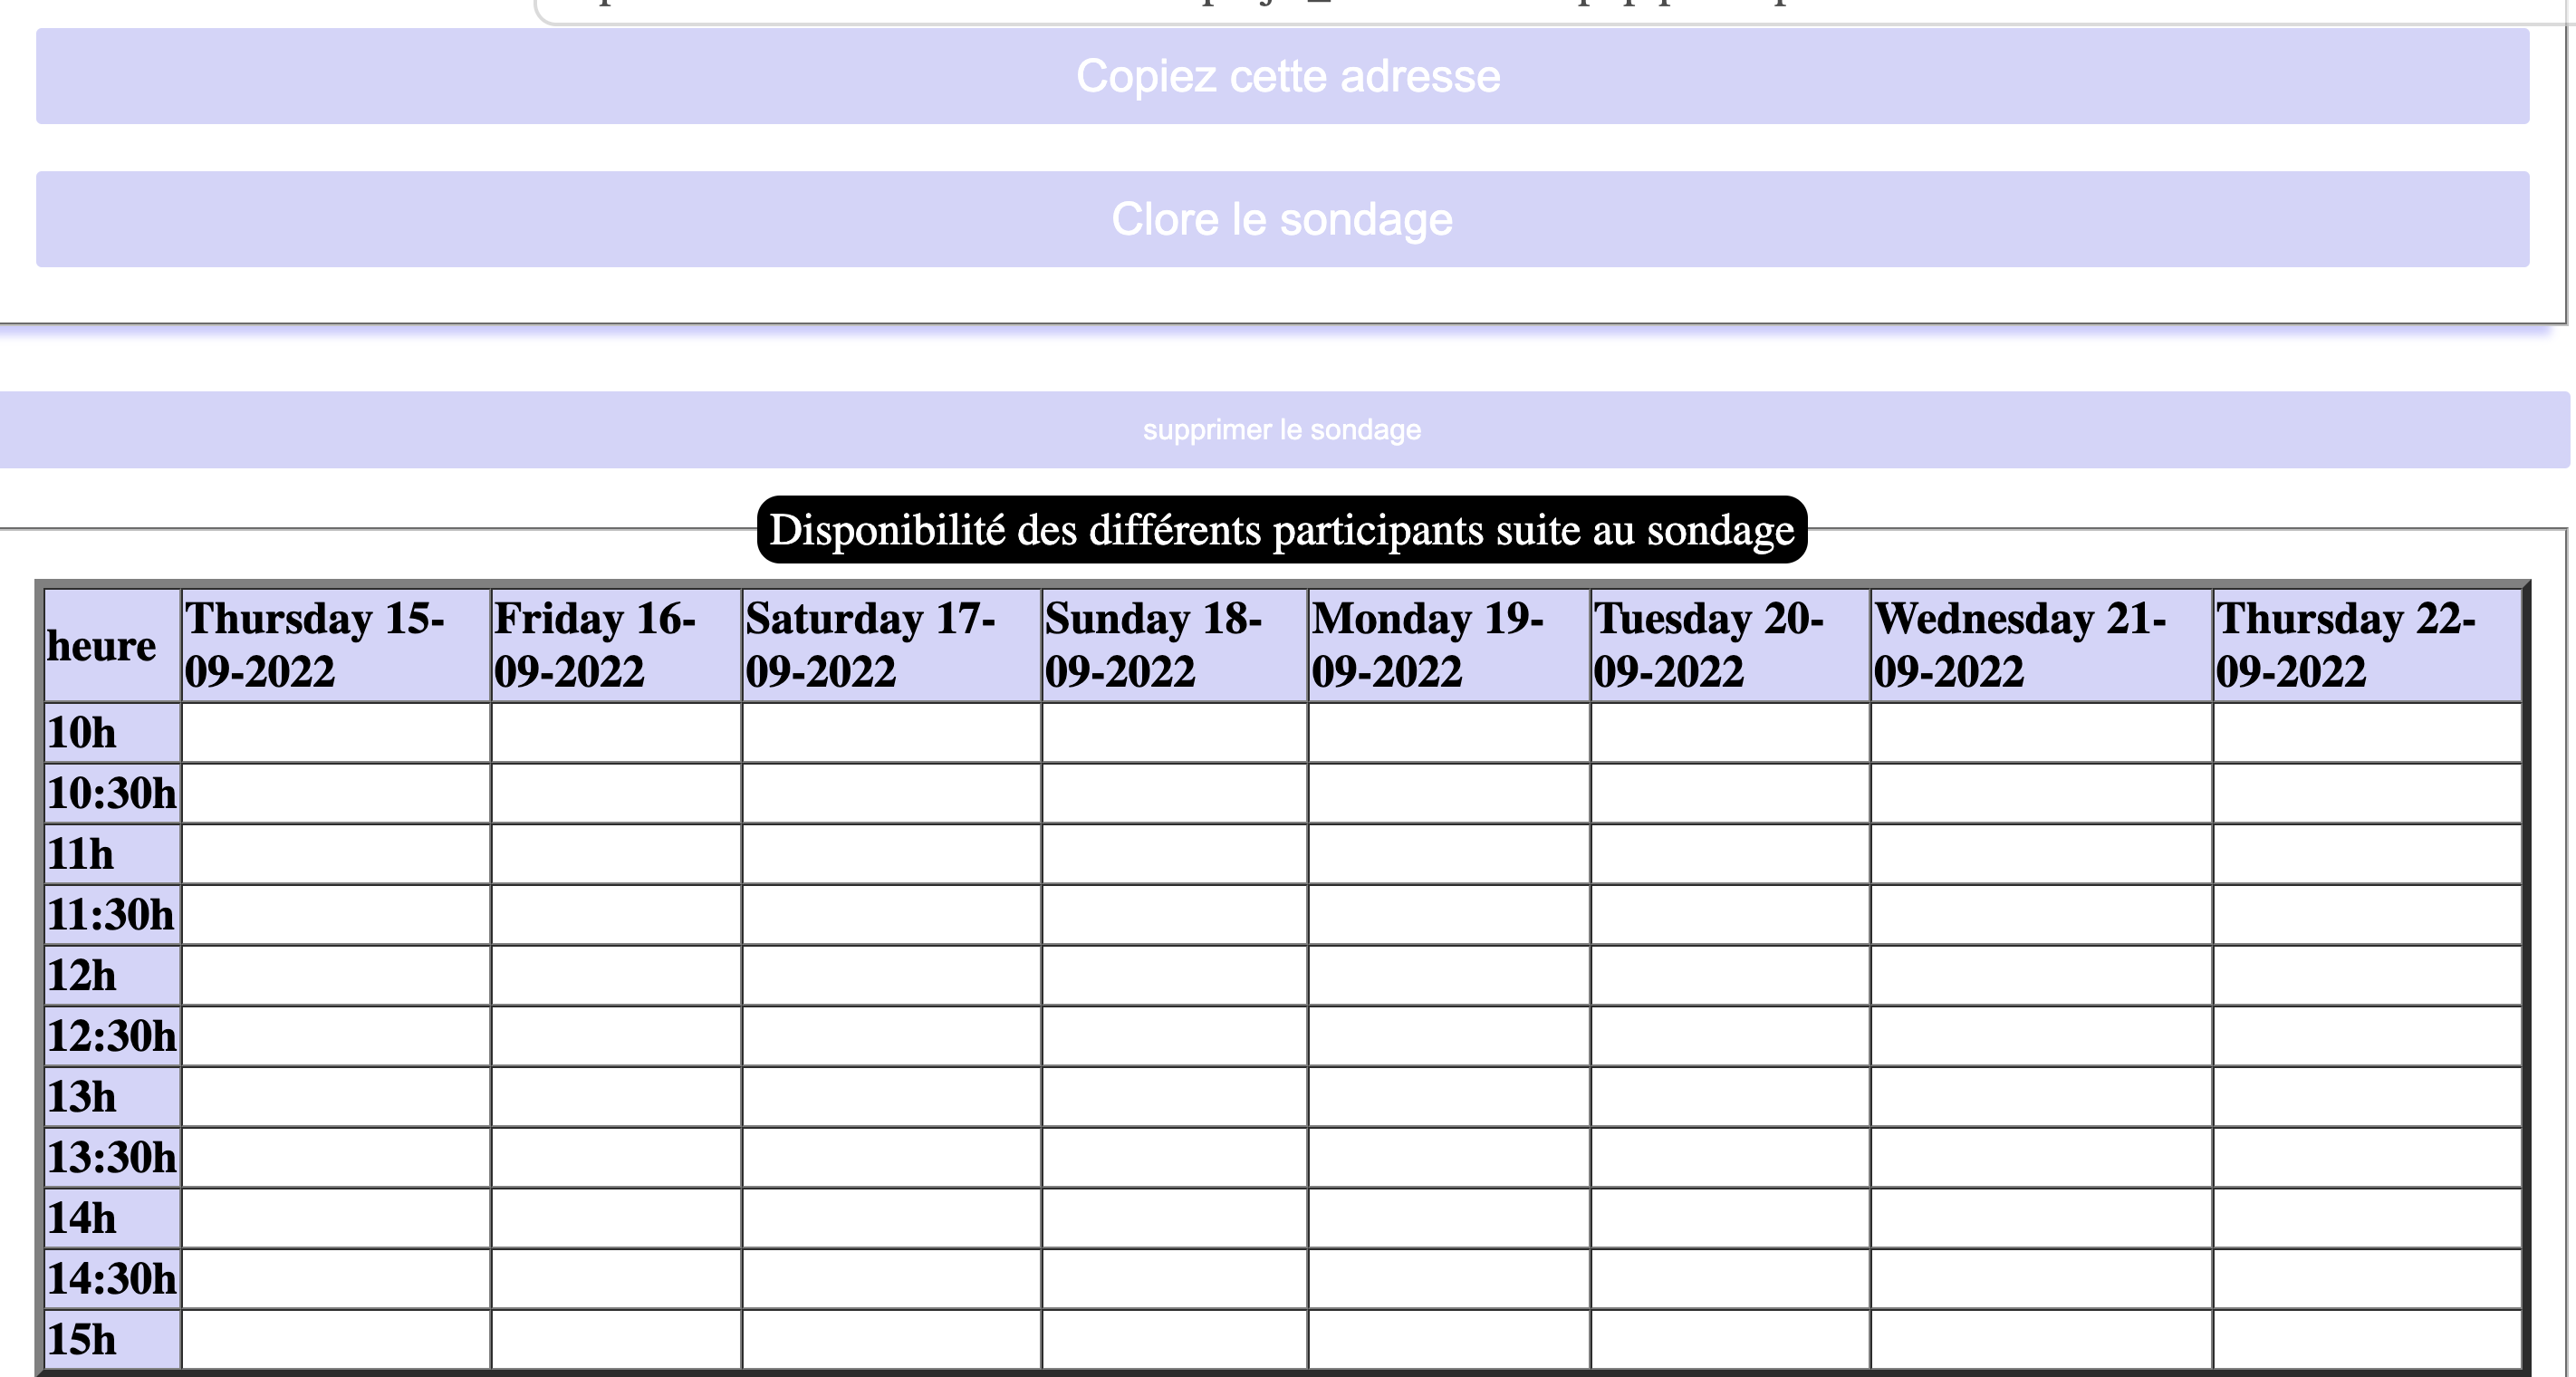 Copiez cette adresse
Clore le sondage
supprimer le sondage
Disponibilité des différents participants suite au sondage
heure
Thursday 15-
09-2022
Friday 16-
09-2022
Saturday 17-
09-2022
Sunday 18-
09-2022
Monday 19-
09-2022
Tuesday 20-
09-2022
Wednesday 21-
09-2022
Thursday 22-
09-2022
10h
10:30h
11h
11:30h
12h
12:30h
13h
13:30h
14h
14:30h
15h